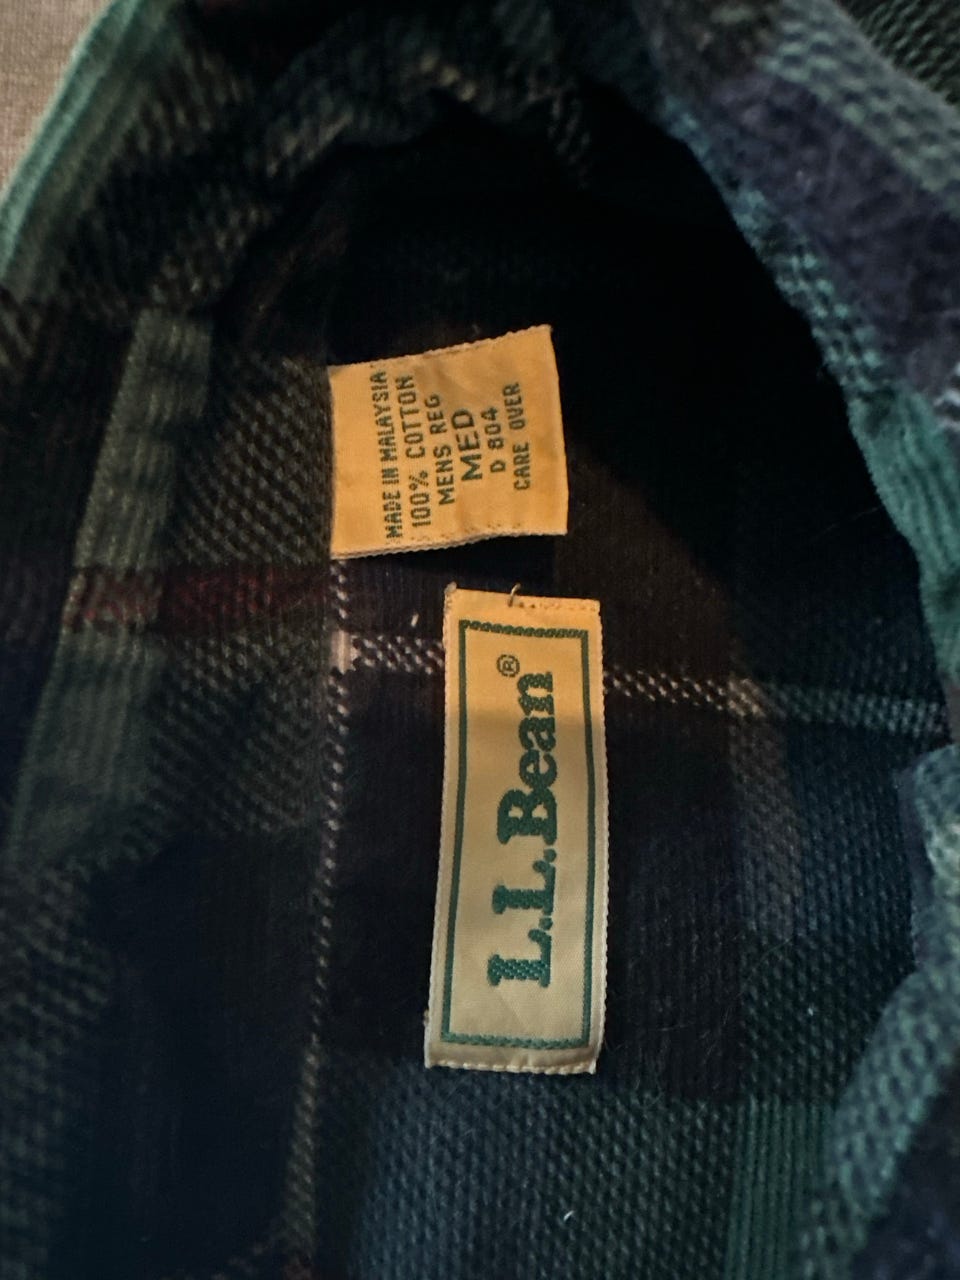 MADE IN MALAYSIA
100% COTTON
MENS REG
MED
D 804
CARE OVER
L.L.Bean®